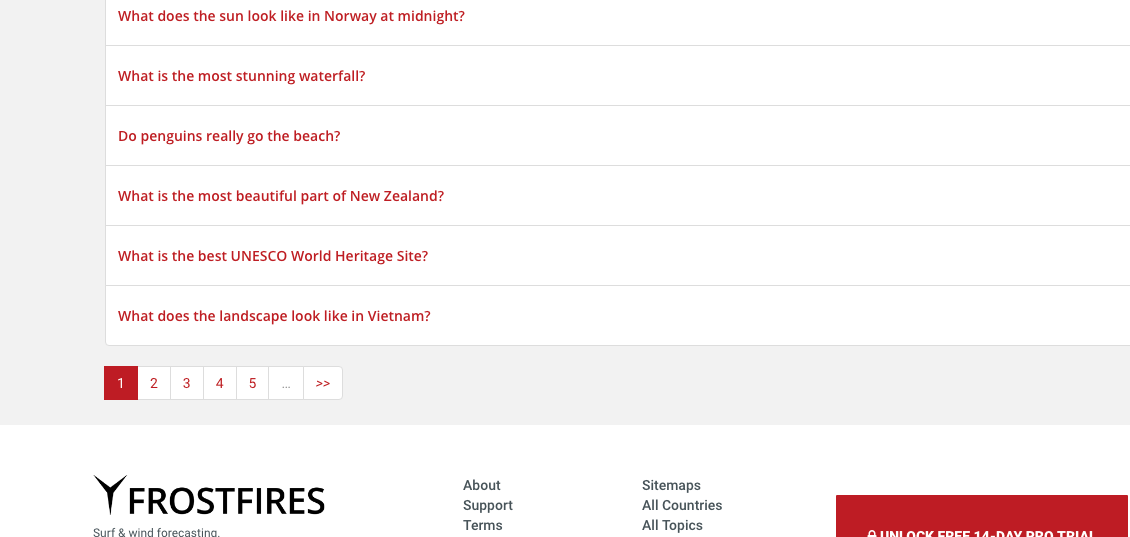 What does the sun look like in Norway at midnight?
What is the most stunning waterfall?
Do penguins really go the beach?
What is the most beautiful part of New Zealand?
What is the best UNESCO World Heritage Site?
What does the landscape look like in Vietnam?
1 2 3 4 5 ... >>
FROSTFIRES
Surf & wind forecasting.
About
Support
Terms
Sitemaps
All Countries
All Topics
UNLOCK FREE 14-DAY PRO TRIAL